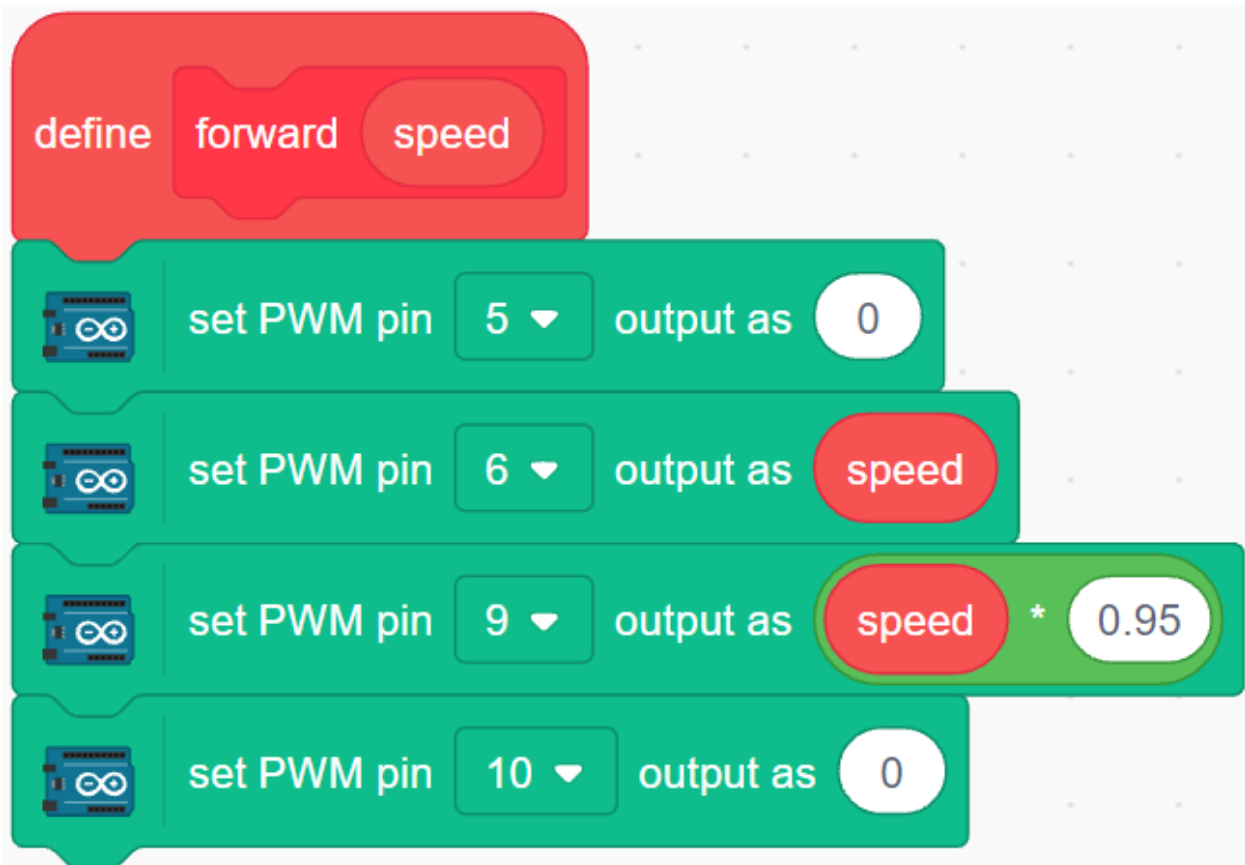 define forward speed
set PWM pin 5 output as 0
set PWM pin 6 output as speed
set PWM pin 9 output as speed * 0.95
set PWM pin 10 output as 0